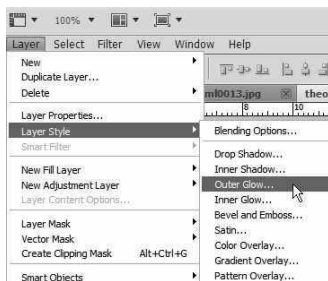 100%
Layer Select Filter View Window Help
New
Duplicate Layer...
Delete
ml0013.jpg
theo
8
10
Layer Properties...
Layer Style
Blending Options...
Smart Filter
Drop Shadow...
Inner Shadow...
New Fill Layer
Outer Glow...
New Adjustment Layer
Inner Glow...
Layer Content Options...
Bevel and Emboss...
Layer Mask
Satin...
Vector Mask
Color Overlay...
Create Clipping Mask Alt+Ctrl+G
Gradient Overlay...
Smart Objects
Pattern Overlay...